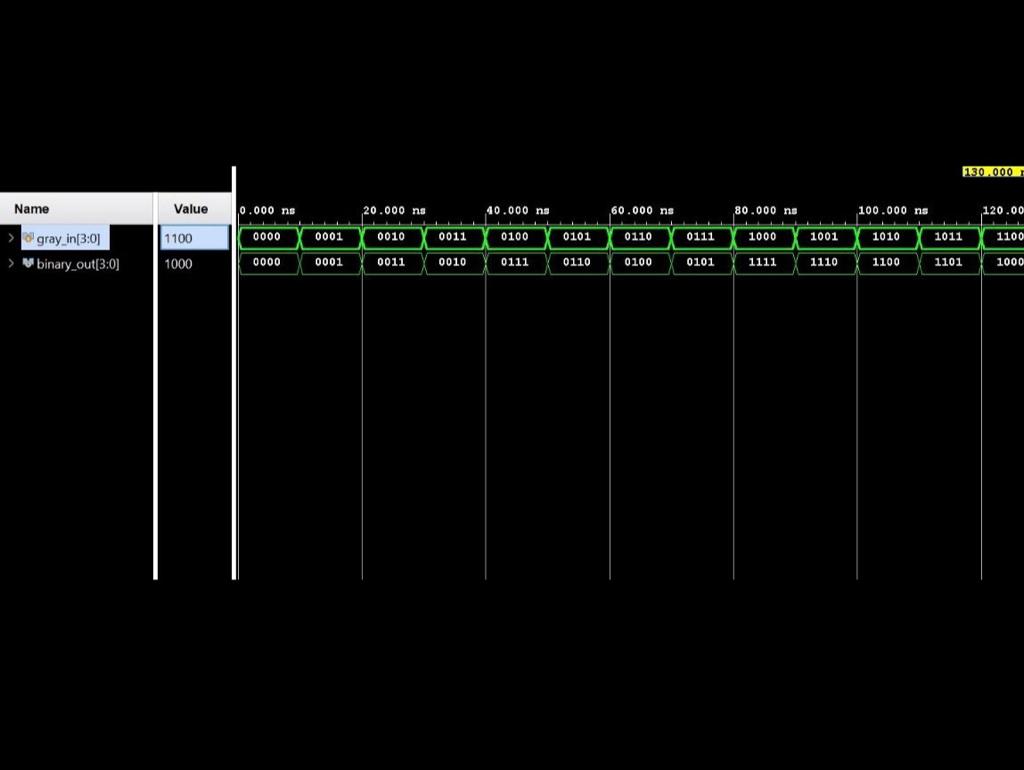 130.000 n
Name Value 0.000 ns 20.000 ns 40.000 ns 60.000 ns 80.000 ns 100.000 ns 120.00
gray_in[3:0] 1100 0000 0001 0010 0011 0100 0101 0110 0111 1000 1001 1010 1011 1100
binary_out[3:0] 1000 0000 0001 0011 0010 0111 0110 0100 0101 1111 1110 1100 1101 1000